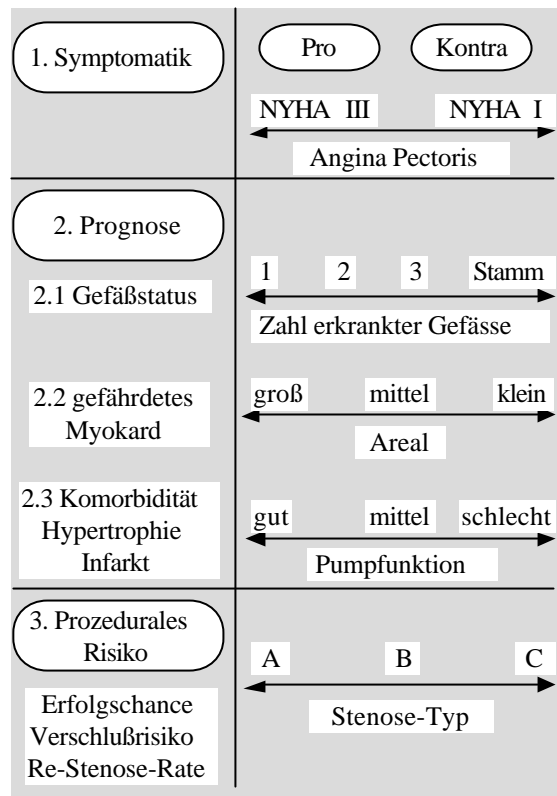 1. Symptomatik
Pro Kontra
NYHA III NYHA I
Angina Pectoris
2. Prognose
2.1 Gefäßstatus
1 2 3 Stamm
Zahl erkrankter Gefässe
2.2 gefährdetes
Myokard
groß mittel klein
Areal
2.3 Komorbidität
Hypertrophie
Infarkt
gut mittel schlecht
Pumpfunktion
3. Prozedurales
Risiko
Erfolgschance
Verschlußrisiko
Re-Stenose-Rate
A B C
Stenose-Typ